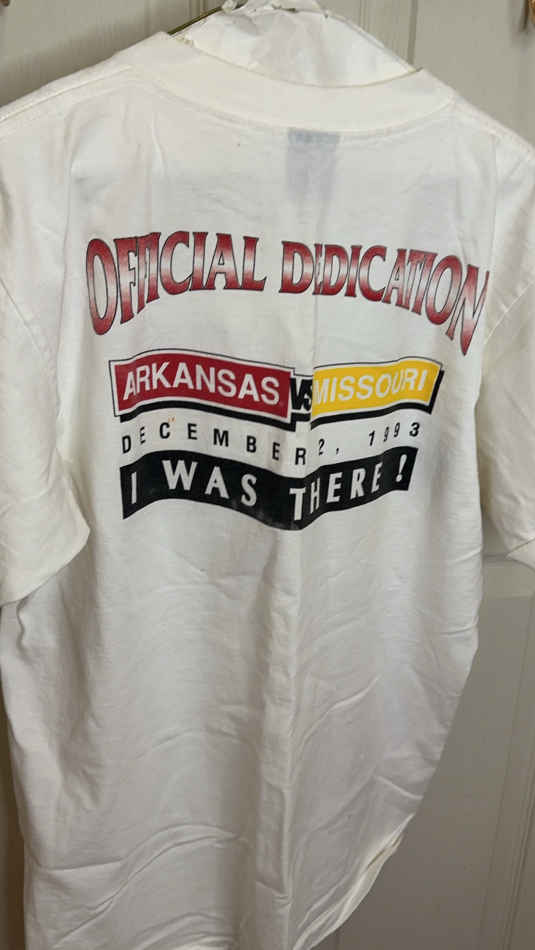 OFFICIAL DEDICATION
ARKANSAS VS MISSOURI
DECEMBER 2, 1993
I WAS THERE!